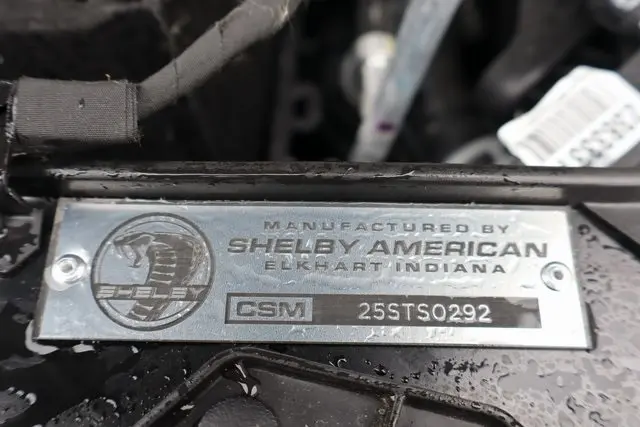 MANUFACTURED BY
SHELBY AMERICAN
ELKHART INDIANA
SHELBY
CSM 25STS0292